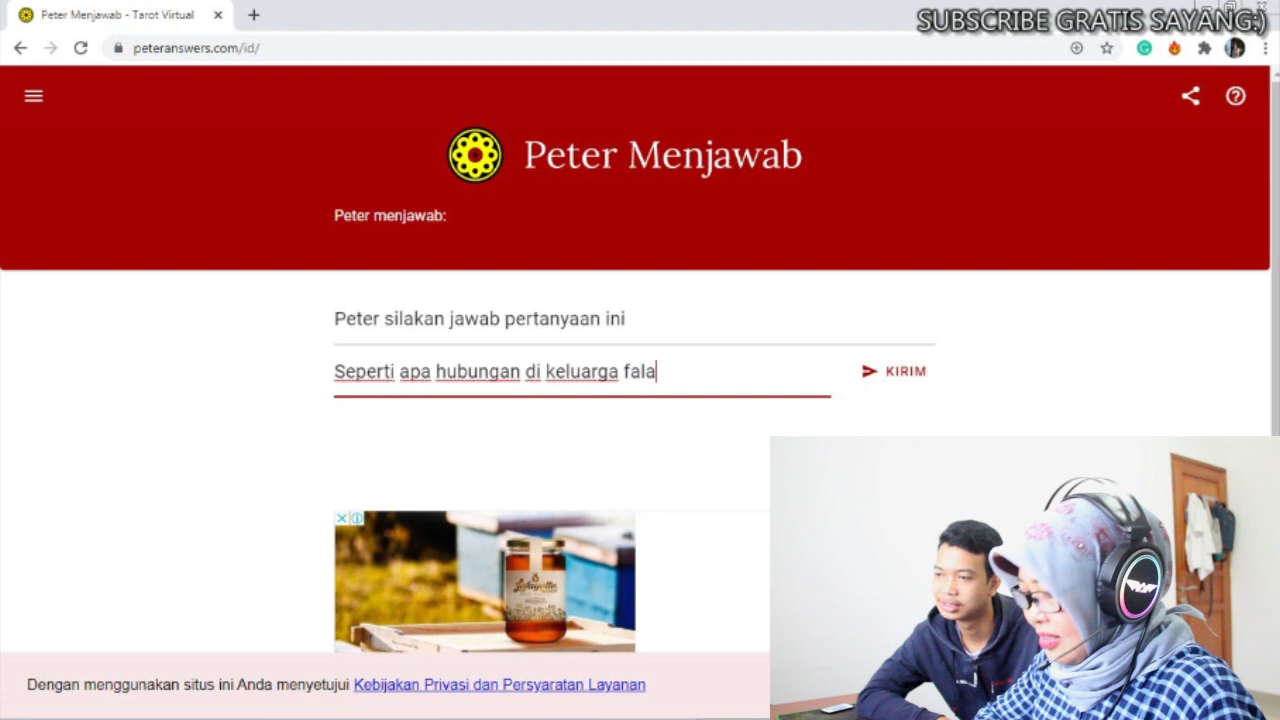 Peter Menjawab - Tarot Virtual
SUBSCRIBE GRATIS SAYANG:)
peteranswers.com/id/
Peter Menjawab
Peter menjawab:
Peter silakan jawab pertanyaan ini
Seperti apa hubungan di keluarga fala
KIRIM
Dengan menggunakan situs ini Anda menyetujui Kebijakan Privasi dan Persyaratan Layanan